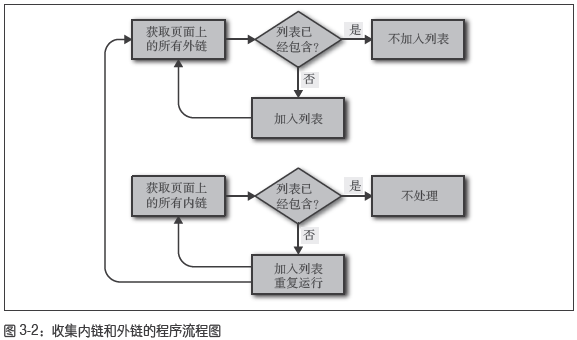 获取页面上
的所有外链
列表已
经包含?
是
不加入列表
否
加入列表
获取页面上
的所有内链
列表已
经包含?
是
不处理
否
加入列表
重复运行
图 3-2：收集内链和外链的程序流程图